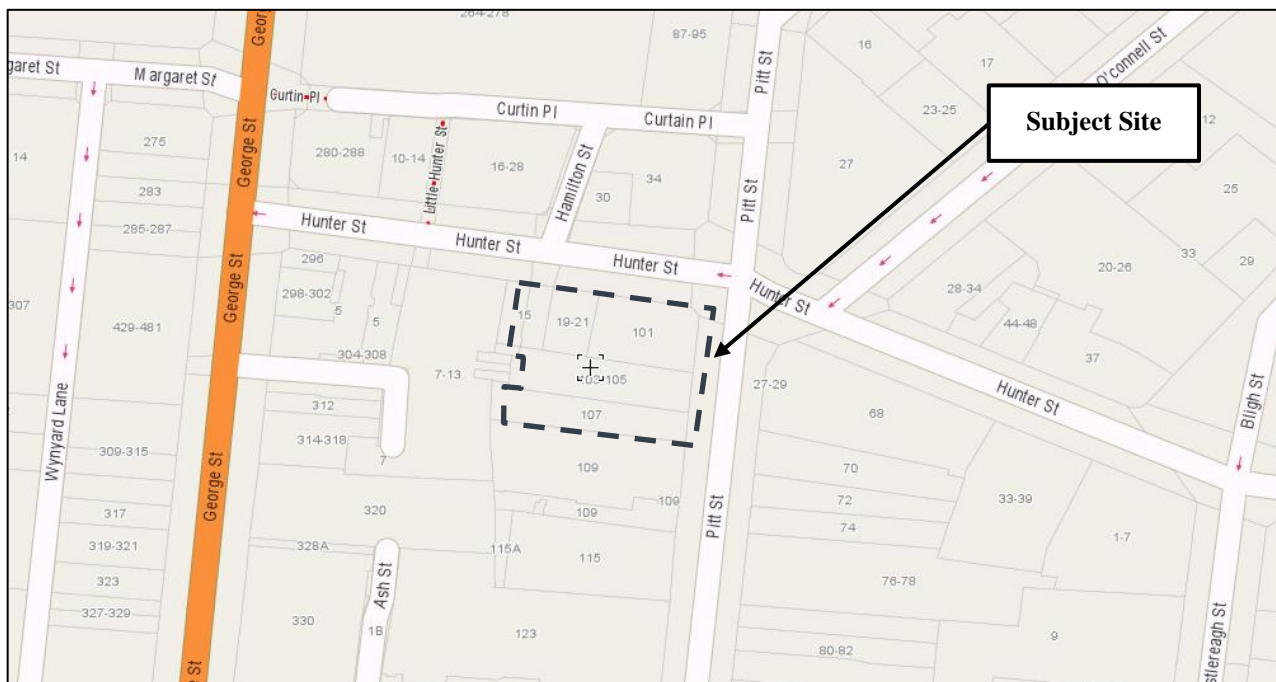 264-278
87-95
16
17
O'connell St
Pitt St
garet St
Margaret St
George St
Curtin Pl
Curtin Pl
Curtain Pl
23-25
Subject Site
12
14
275
280-288
10-14
Little Hunter St
16-28
Hamilton St
34
27
25
283
30
Pitt St
285-287
Hunter St
Hunter St
Hunter St
Hunter St
33
29
20-26
296
298-302
5
5
307
429-481
304-308
15
19-21
101
28-34
44-48
37
7-13
103-105
27-29
Hunter St
Bligh St
312
107
68
314-318
7
Wynyard Lane
309-315
George St
109
109
70
320
72
33-39
317
109
74
1-7
319-321
328A
115A
115
Pitt St
323
Ash St
76-78
327-329
330
1B
123
9
80-82
stlereagh St
e St